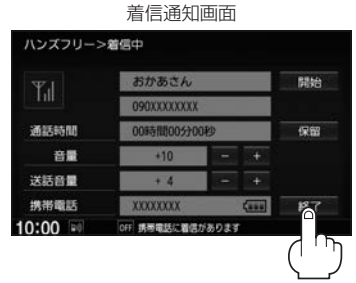 着信通知画面
ハンズフリー>着信中
おかあさん 開始
090XXXXXXXX
通話時間 00時間00分00秒 保留
音量 +10 - +
送話音量 + 4 - +
携帯電話 XXXXXXXX 終了
10:00 OFF 携帯電話に着信があります